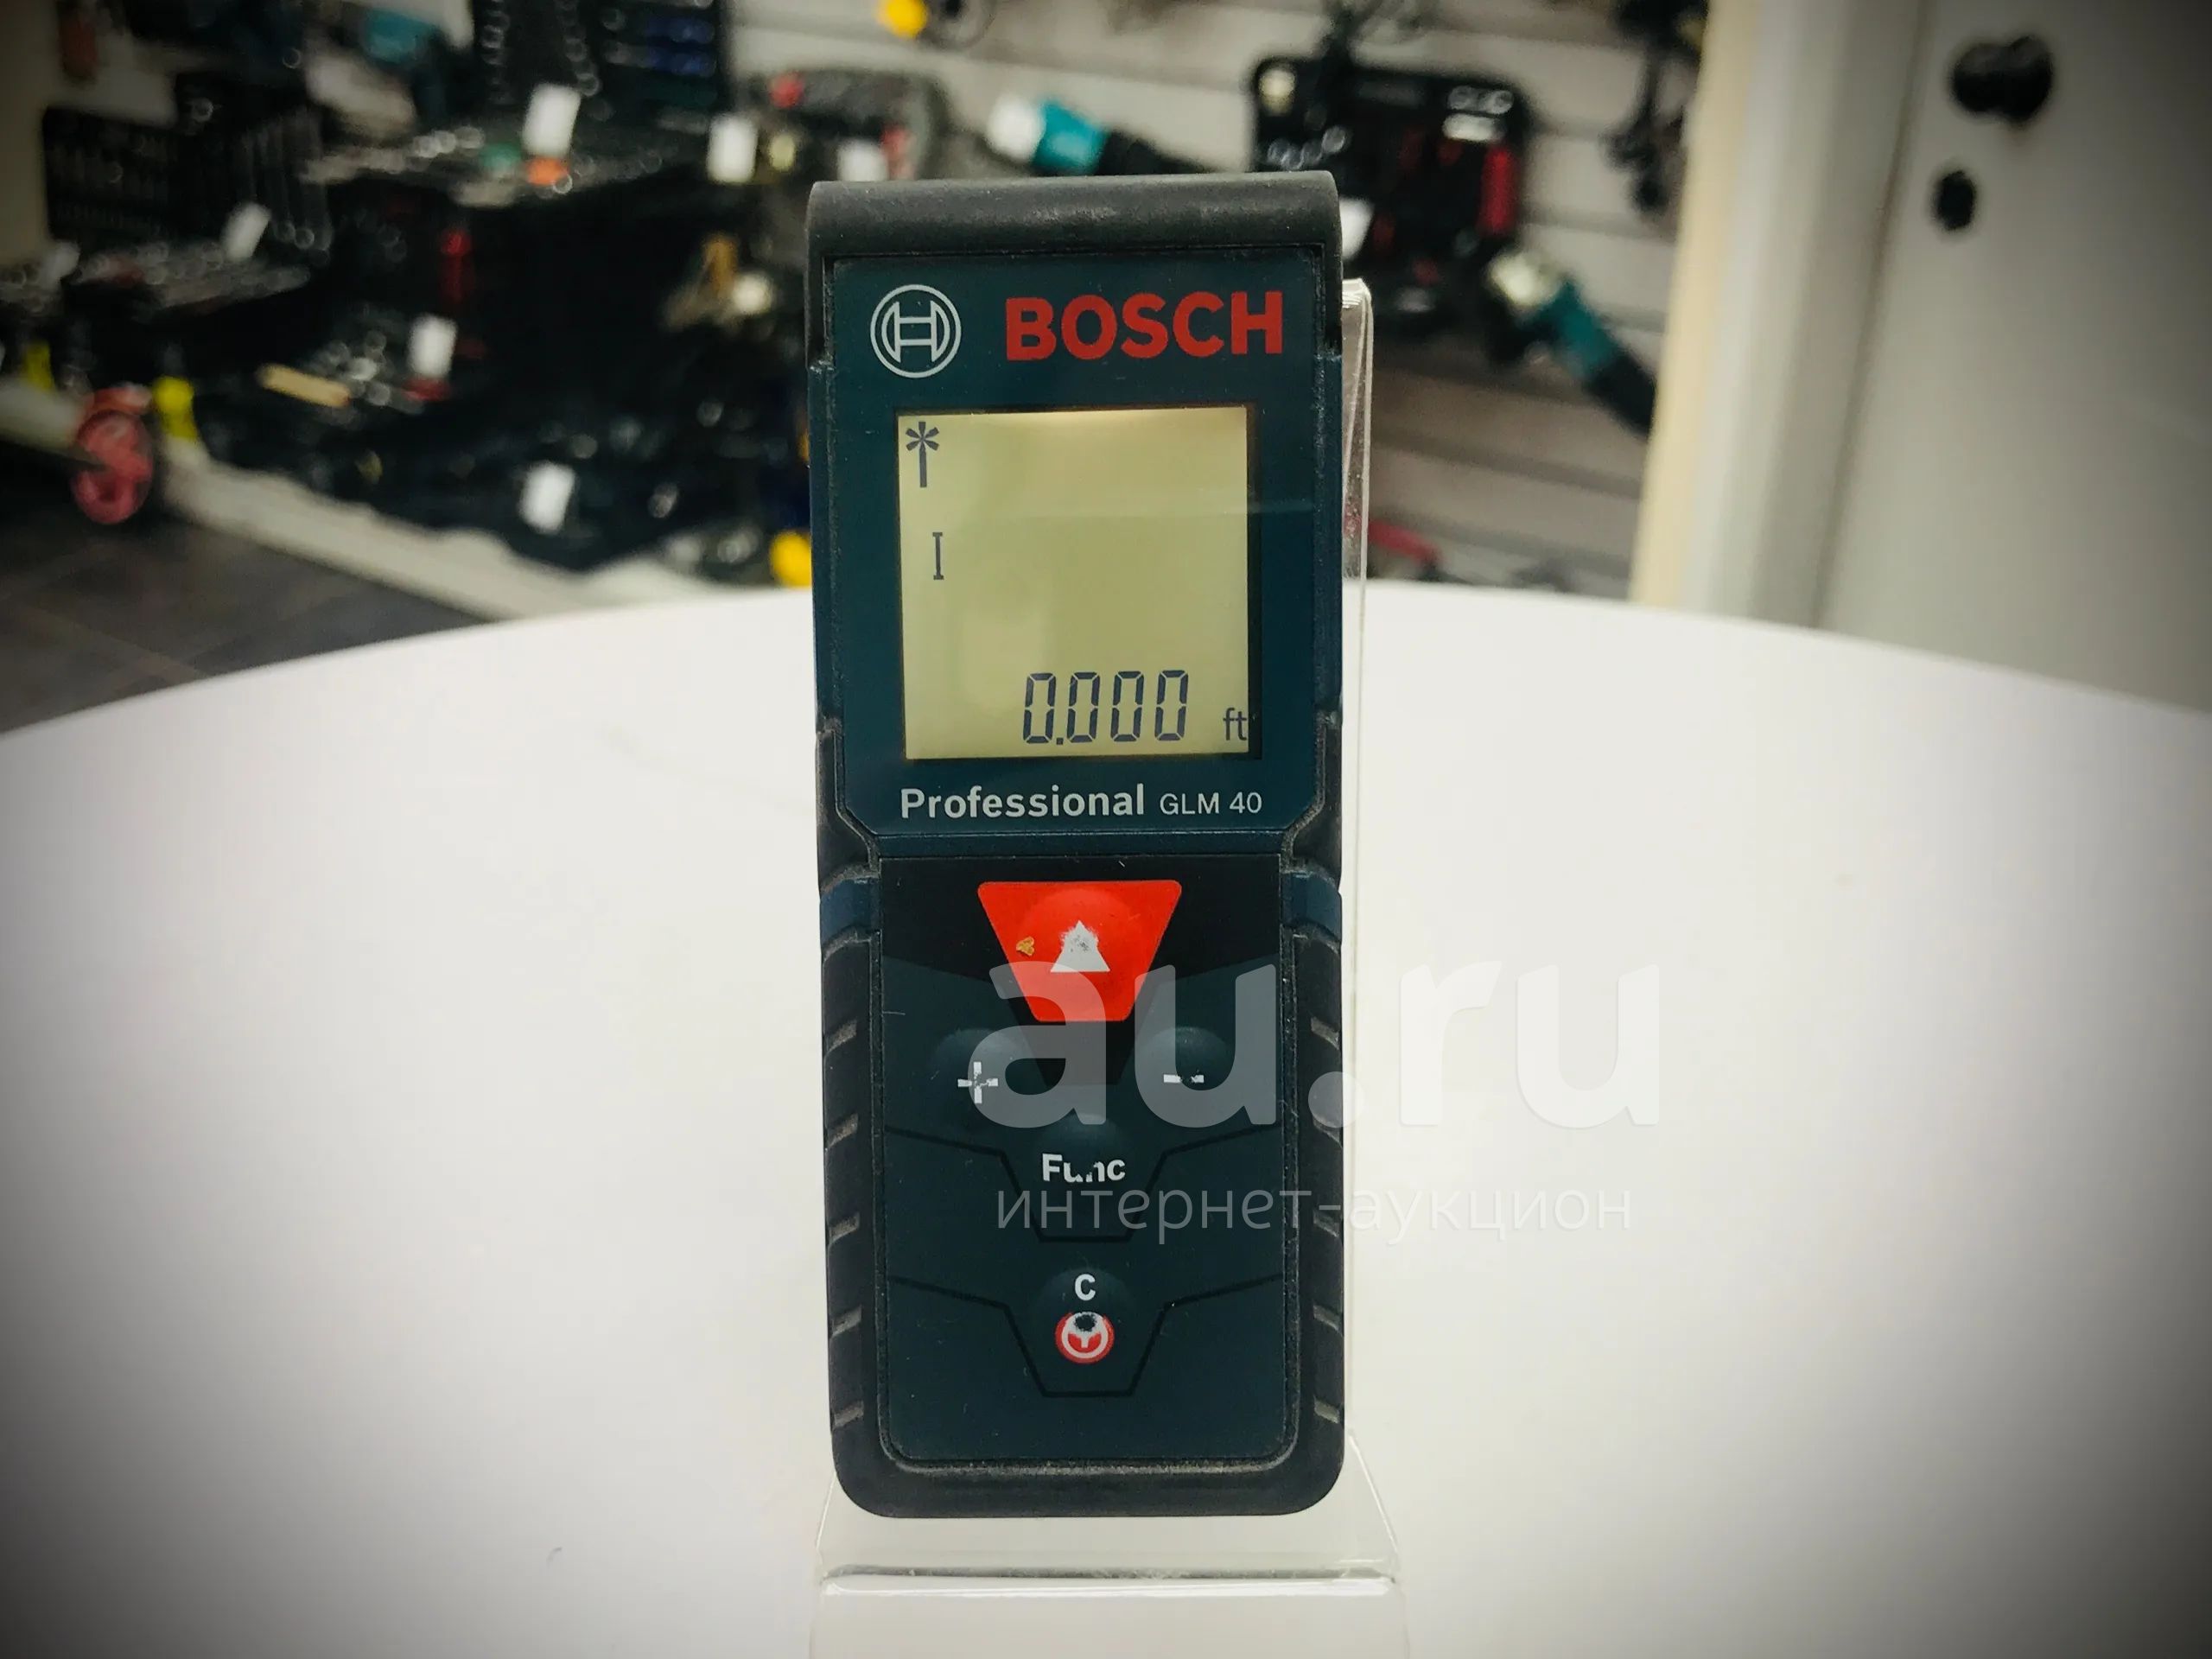 BOSCH
0.000 ft
Professional GLM 40
au.ru
+ -
Func
интернет-аукцион
C